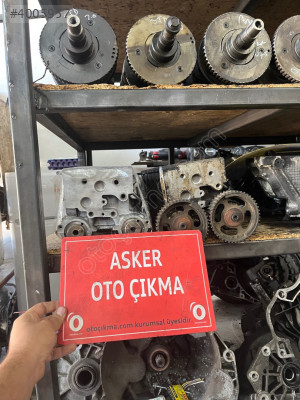 ASKER
OTO ÇIKMA
otoçıkma.com kurumsal üyesidir.